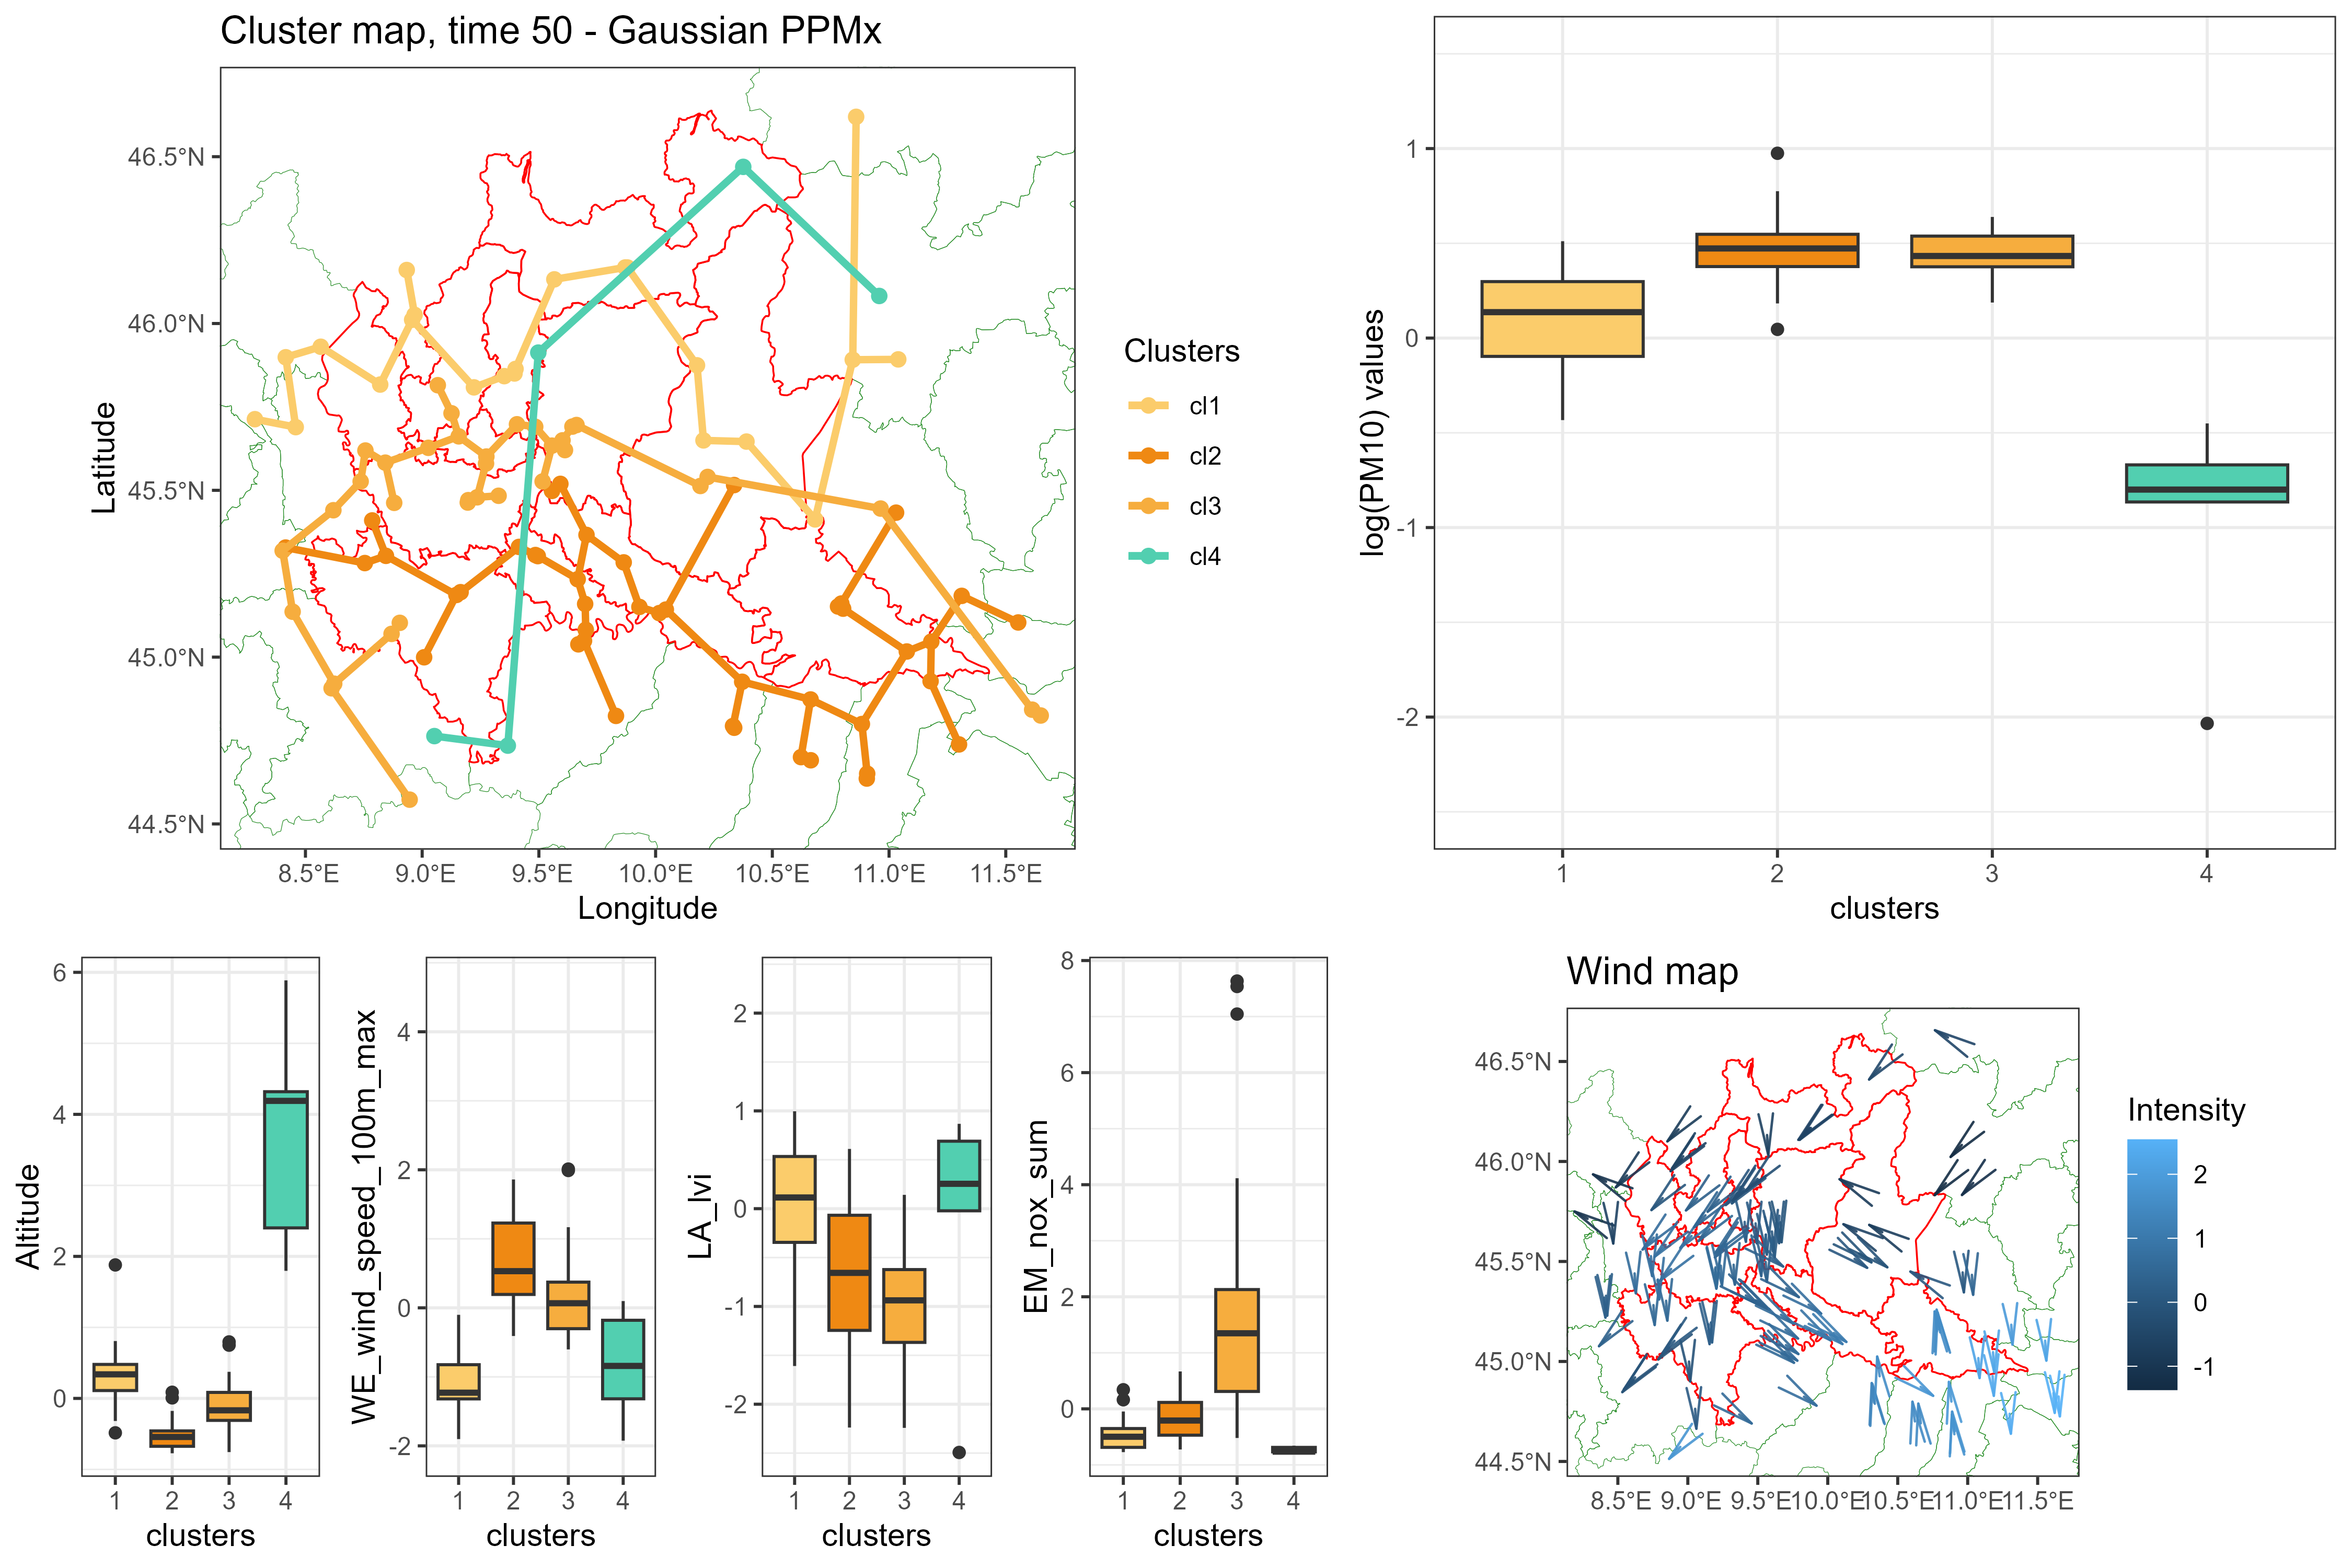 Cluster map, time 50 - Gaussian PPMx
46.5°N
46.0°N
45.5°N
45.0°N
44.5°N
Latitude
8.5°E 9.0°E 9.5°E 10.0°E 10.5°E 11.0°E 11.5°E
Longitude
Clusters
cl1
cl2
cl3
cl4
log(PM10) values
1
0
-1
-2
1 2 3 4
clusters
Altitude
6
4
2
0
1 2 3 4
clusters
WE_wind_speed_100m_max
4
2
0
-2
1 2 3 4
clusters
LA_lvi
2
1
0
-1
-2
1 2 3 4
clusters
EM_nox_sum
8
6
4
2
0
1 2 3 4
clusters
Wind map
46.5°N
46.0°N
45.5°N
45.0°N
44.5°N
8.5°E 9.0°E 9.5°E 10.0°E 10.5°E 11.0°E 11.5°E
Intensity
2
1
0
-1